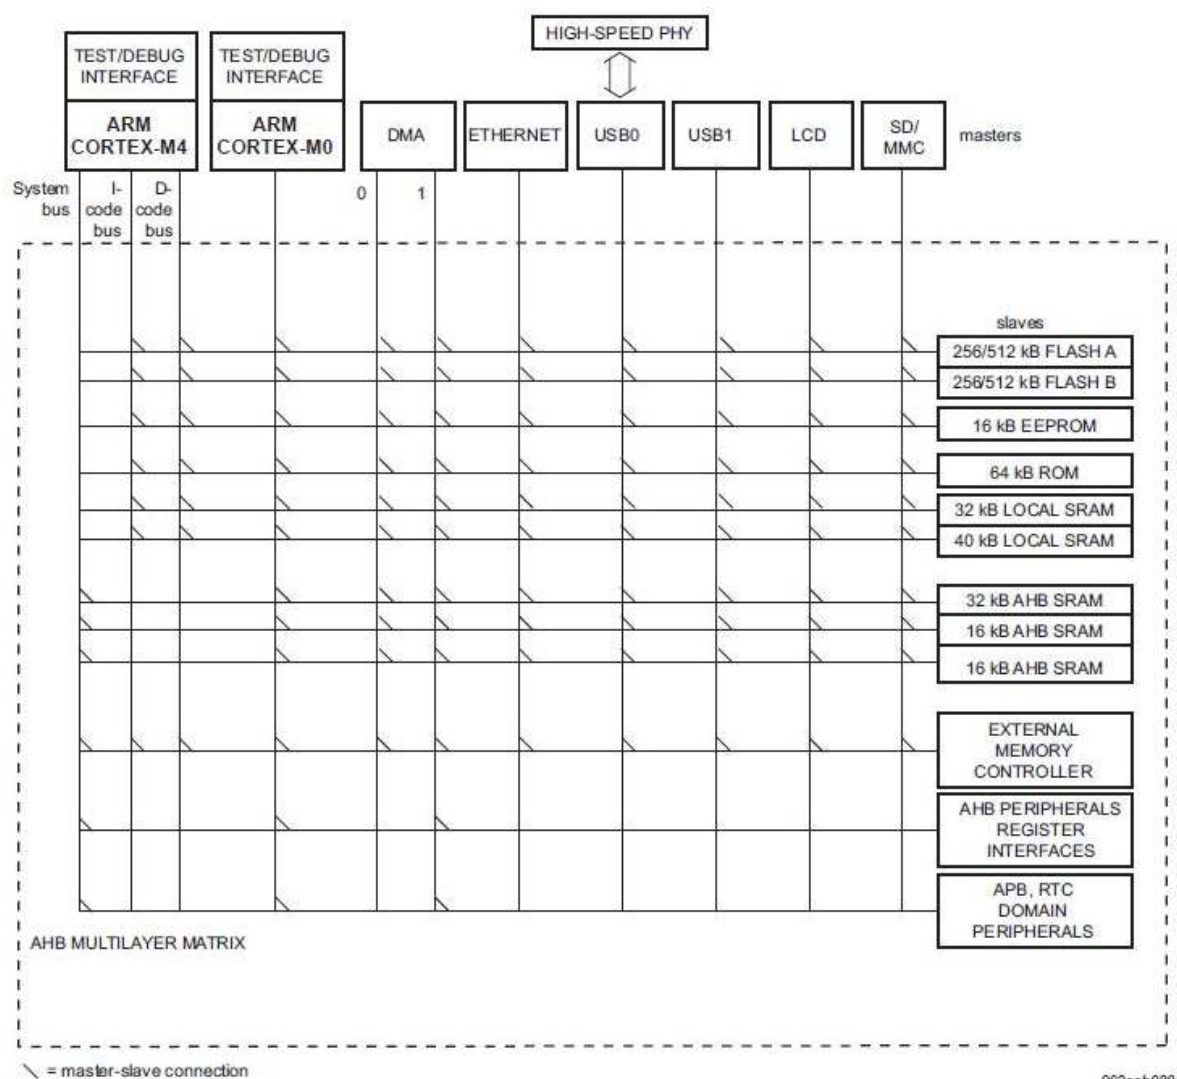 HIGH-SPEED PHY
TEST/DEBUG
INTERFACE
TEST/DEBUG
INTERFACE
ARM
CORTEX-M4
ARM
CORTEX-M0
DMA
ETHERNET
USB0
USB1
LCD
SD/
MMC
masters
System
bus
I-
code
bus
D-
code
bus
0
1
slaves
256/512 kB FLASH A
256/512 kB FLASH B
16 kB EEPROM
64 kB ROM
32 kB LOCAL SRAM
40 kB LOCAL SRAM
32 kB AHB SRAM
16 kB AHB SRAM
16 kB AHB SRAM
EXTERNAL
MEMORY
CONTROLLER
AHB PERIPHERALS
REGISTER
INTERFACES
APB, RTC
DOMAIN
PERIPHERALS
AHB MULTILAYER MATRIX
= master-slave connection